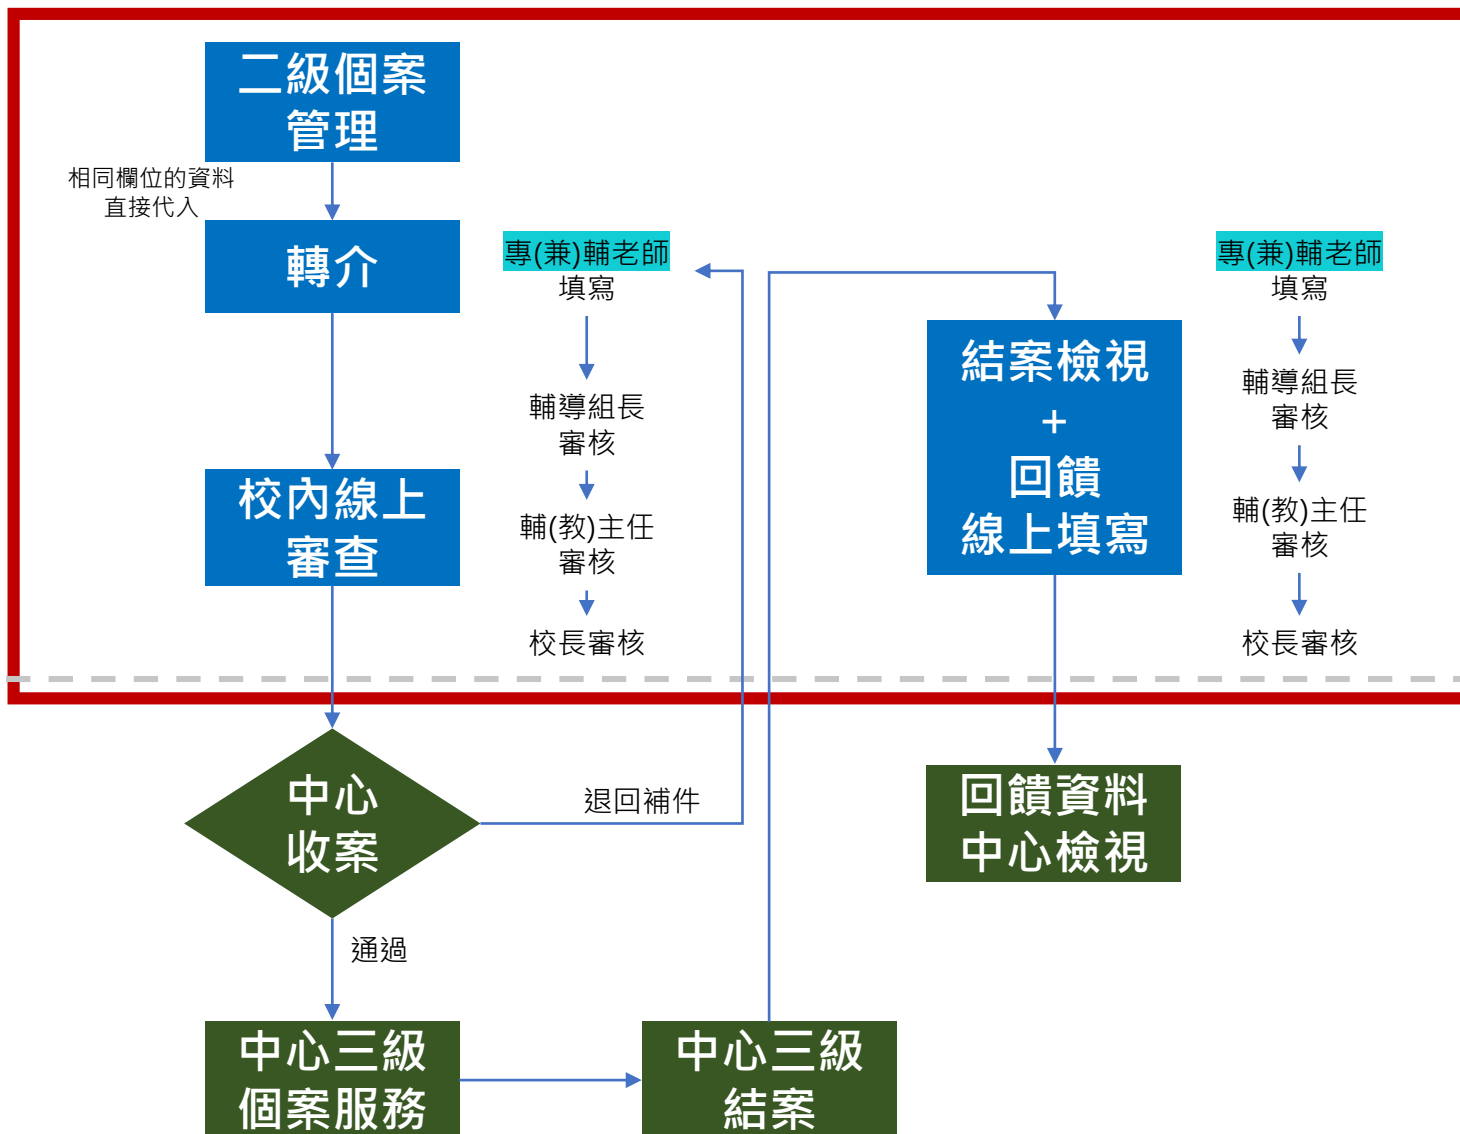 二級個案
管理
相同欄位的資料
直接代入
轉介
校內線上
審查
專(兼)輔老師
填寫
輔導組長
審核
輔(教)主任
審核
校長審核
結案檢視
+
回饋
線上填寫
專(兼)輔老師
填寫
輔導組長
審核
輔(教)主任
審核
校長審核
中心
收案
退回補件
通過
回饋資料
中心檢視
中心三級
個案服務
中心三級
結案